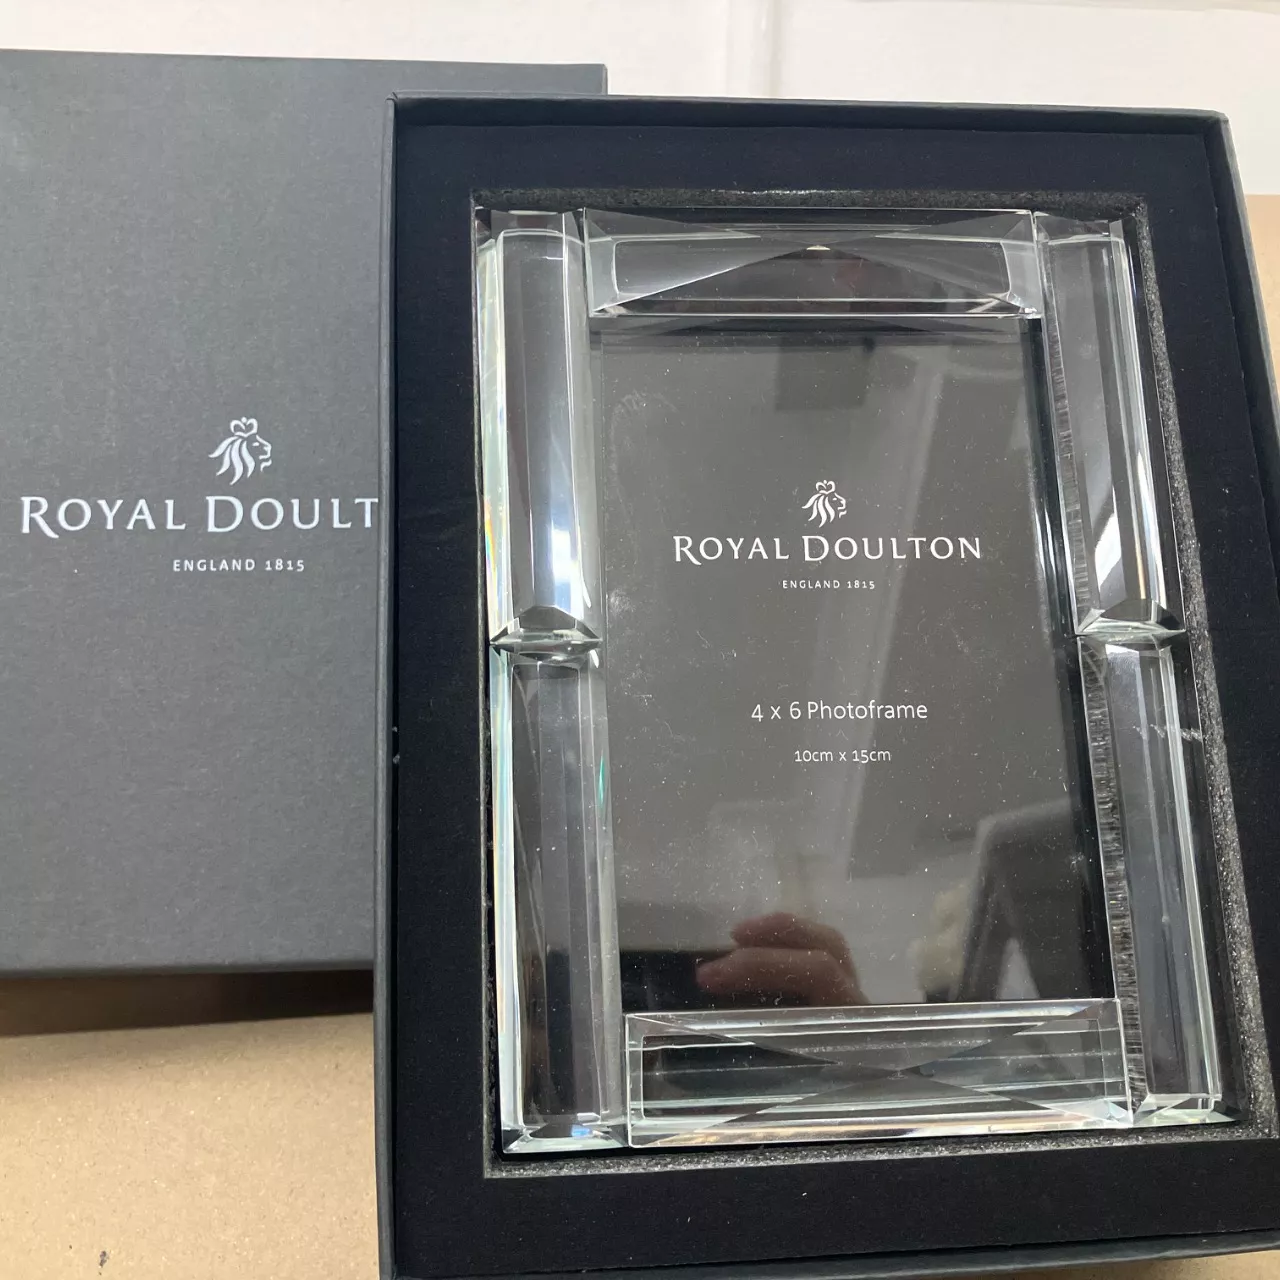 ROYAL DOULT
ENGLAND 1815
ROYAL DOULTON
ENGLAND 1815
4 x 6 Photoframe
10cm x 15cm